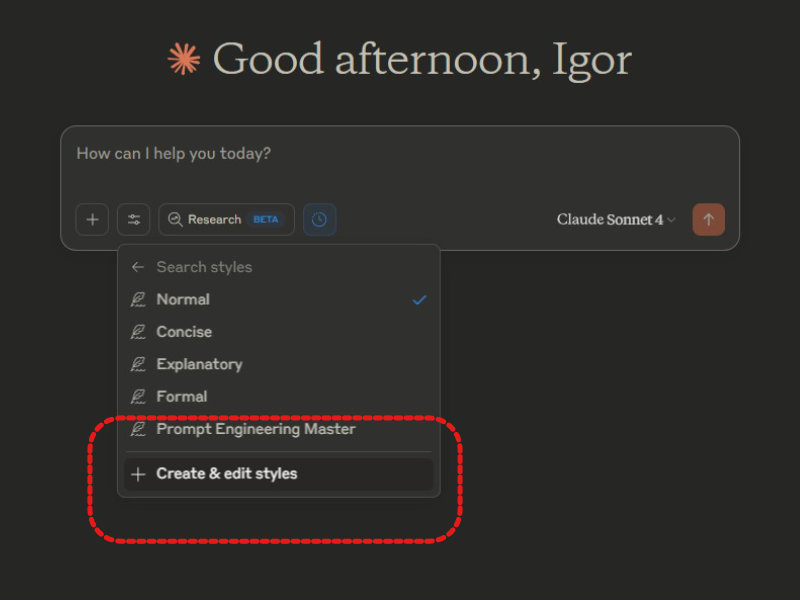 Good afternoon, Igor
How can I help you today?
Research BETA
Claude Sonnet 4
Search styles
Normal
Concise
Explanatory
Formal
Prompt Engineering Master
Create & edit styles